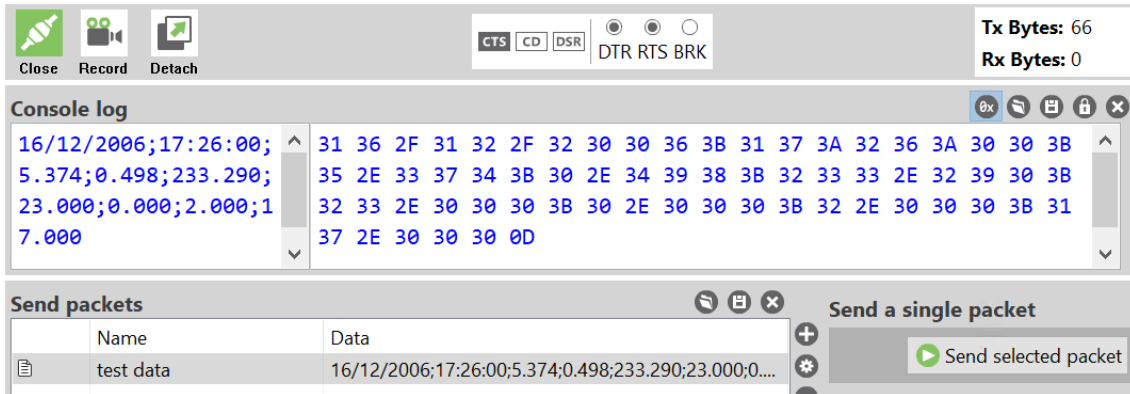 CTS CD DSR
DTR RTS BRK
Tx Bytes: 66
Rx Bytes: 0
Close Record Detach
Console log
0x
16/12/2006;17:26:00;
5.374;0.498;233.290;
23.000;0.000;2.000;1
7.000
31 36 2F 31 32 2F 32 30 30 36 3B 31 37 3A 32 36 3A 30 30 3B
35 2E 33 37 34 3B 30 2E 34 39 38 3B 32 33 33 2E 32 39 30 3B
32 33 2E 30 30 30 3B 30 2E 30 30 30 3B 32 2E 30 30 30 3B 31
37 2E 30 30 30 0D
Send packets
Name Data
test data 16/12/2006;17:26:00;5.374;0.498;233.290;23.000;0....
Send a single packet
Send selected packet